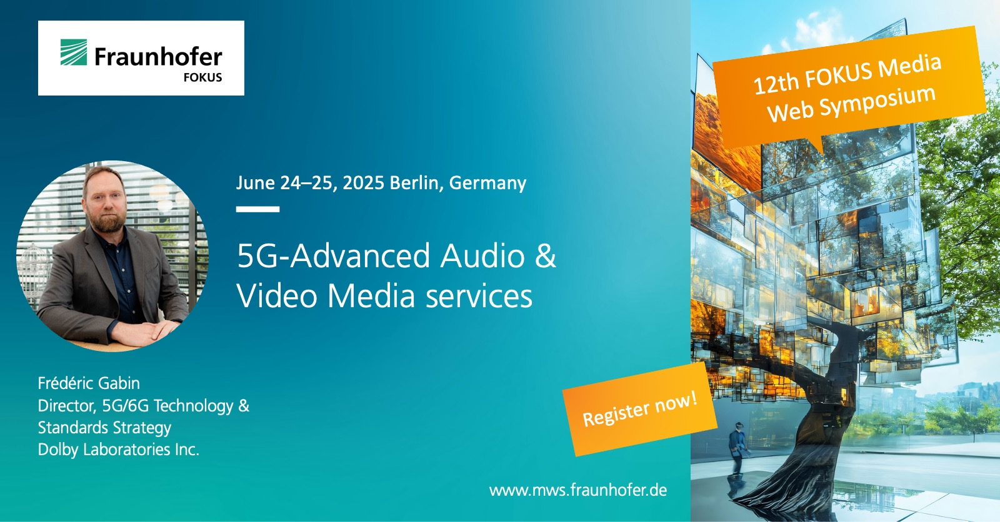 Fraunhofer
FOKUS
12th FOKUS Media
Web Symposium
June 24–25, 2025 Berlin, Germany
5G-Advanced Audio &
Video Media services
Frédéric Gabin
Director, 5G/6G Technology &
Standards Strategy
Dolby Laboratories Inc.
Register now!
www.mws.fraunhofer.de